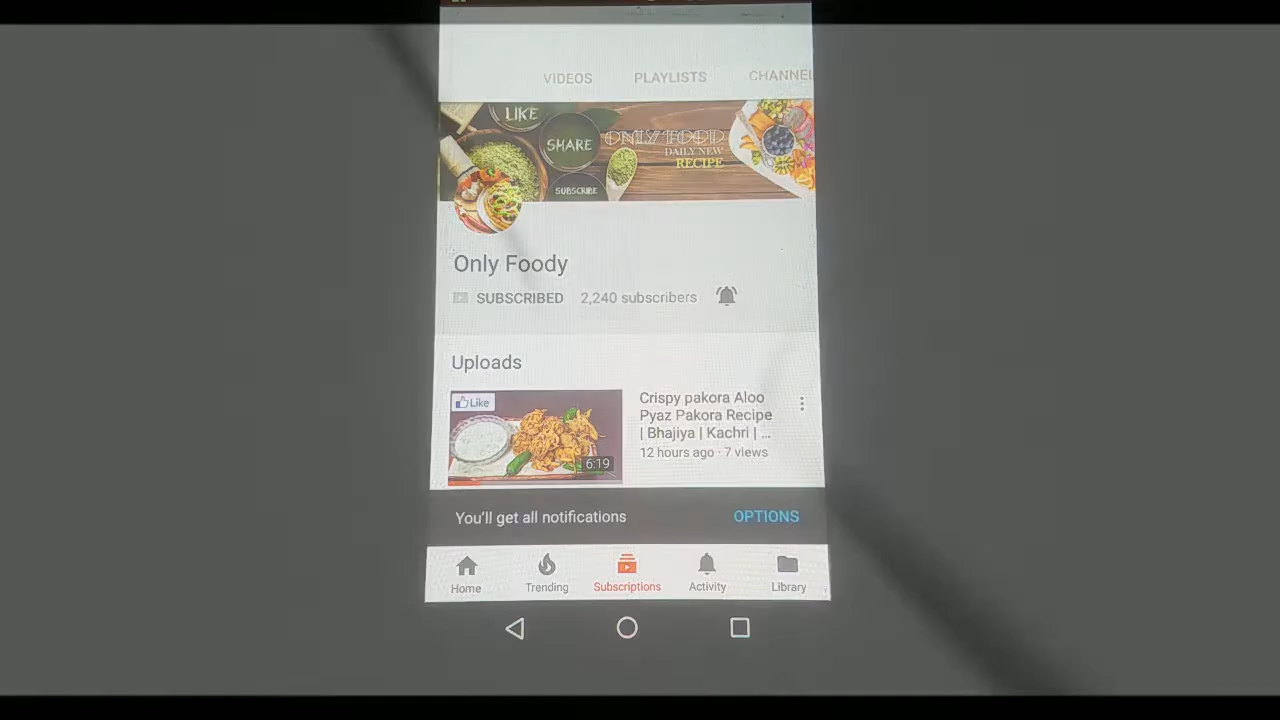 VIDEOS PLAYLISTS CHANNEL
LIKE
SHARE
SUBSCRIBE
ONLY FOOD
DAILY NEW
RECIPE
Only Foody
SUBSCRIBED 2,240 subscribers
Uploads
Like
6:19
Crispy pakora Aloo
Pyaz Pakora Recipe
| Bhajiya | Kachri | ...
12 hours ago · 7 views
You'll get all notifications OPTIONS
Home Trending Subscriptions Activity Library